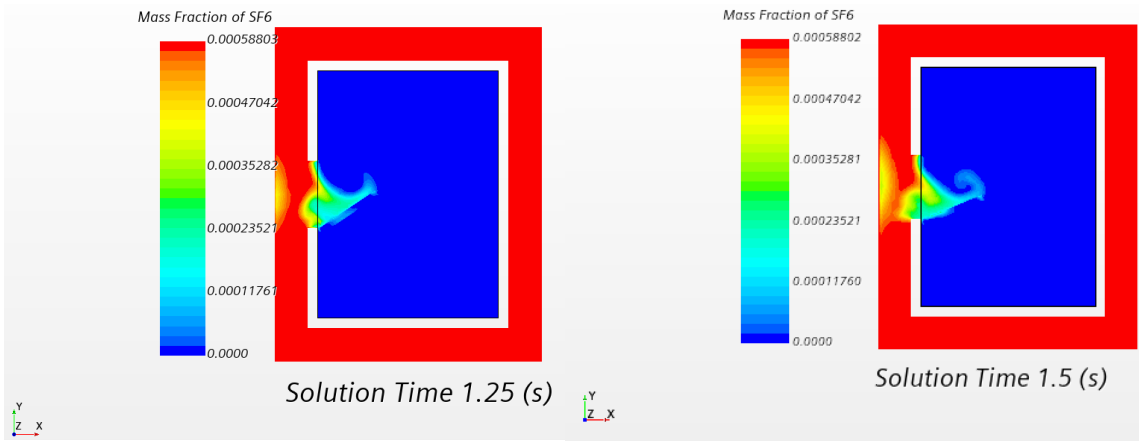 Mass Fraction of SF6
0.00058803
0.00047042
0.00035282
0.00023521
0.00011761
0.0000
Solution Time 1.25 (s)
Y
Z X
Mass Fraction of SF6
0.00058802
0.00047042
0.00035281
0.00023521
0.00011760
0.0000
Solution Time 1.5 (s)
Y
Z X